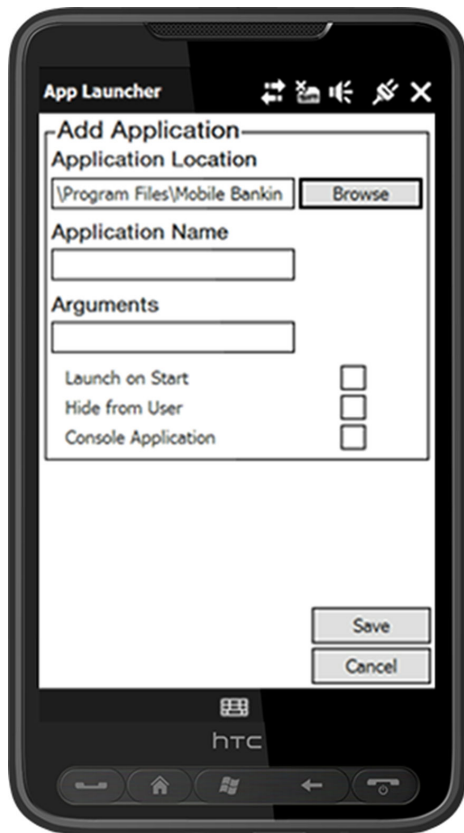 App Launcher
Add Application
Application Location
\Program Files\Mobile Bankin
Browse
Application Name
Arguments
Launch on Start
Hide from User
Console Application
Save
Cancel
hTC